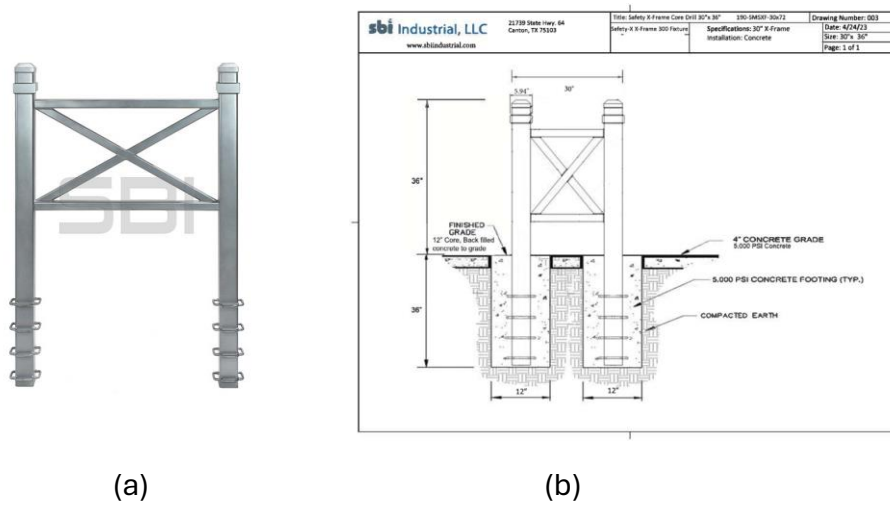 SBI
sbi Industrial, LLC
www.sbiindustrial.com
21739 State Hwy. 64
Canton, TX 75103
Title: Safety X-Frame Core Drill 30"x 36" 190-SMSXF-30x72
Drawing Number: 003
Safety-X X-Frame 300 Fixture
Specifications: 30" X-Frame
Installation: Concrete
Date: 4/24/23
Size: 30"x 36"
Page: 1 of 1
30"
5.94"
36"
FINISHED
GRADE
12" Core, Back filled
concrete to grade
4" CONCRETE GRADE
5.000 PSI Concrete
36"
5.000 PSI CONCRETE FOOTING (TYP.)
COMPACTED EARTH
12"
12"
(a)
(b)